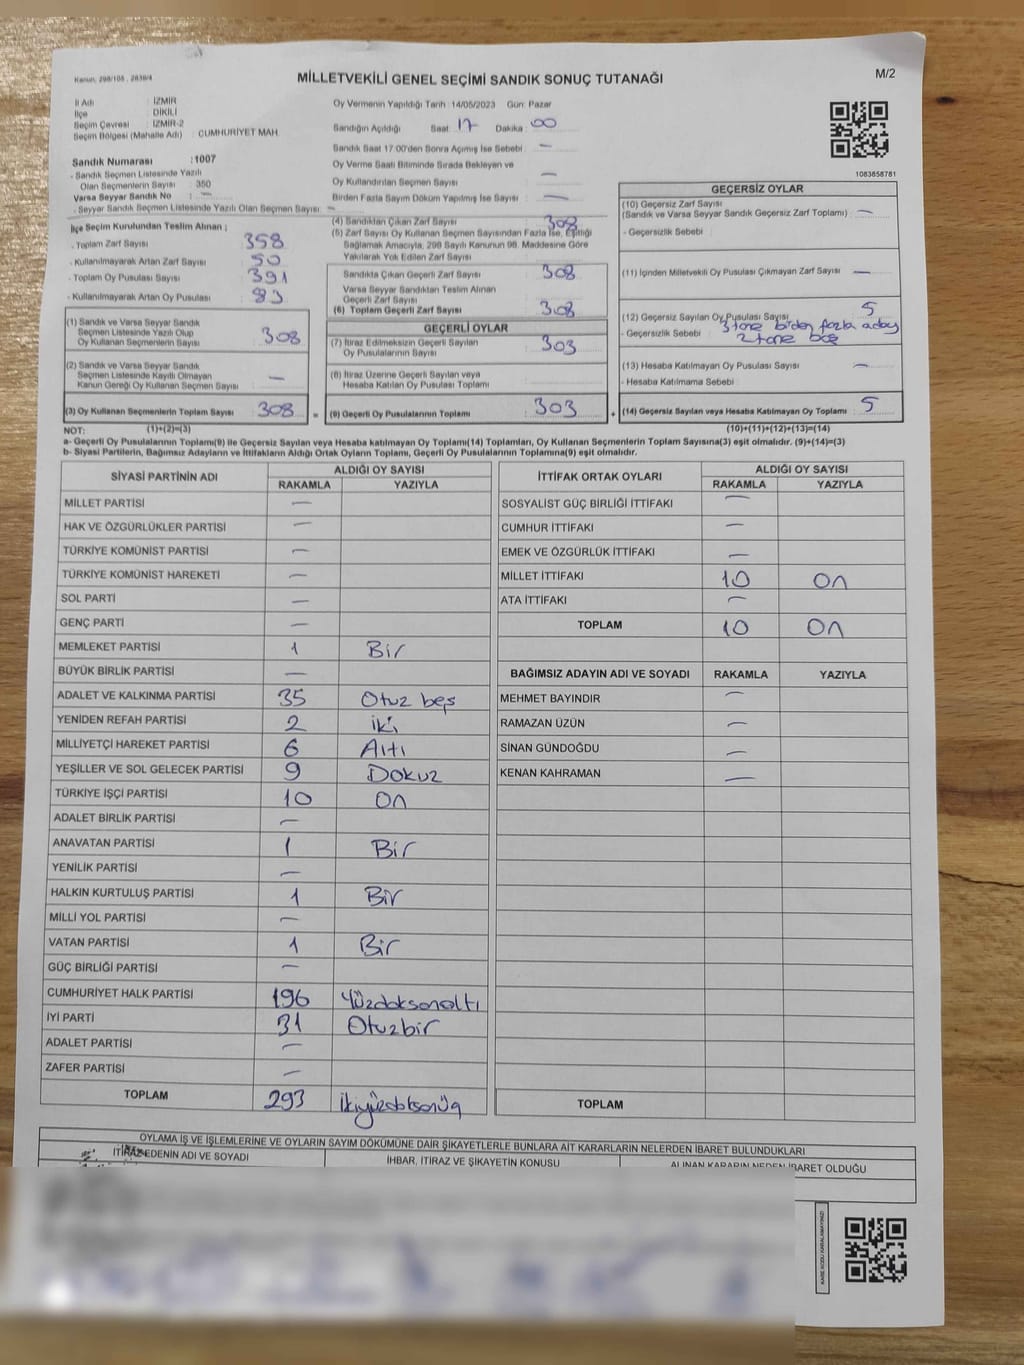 Kanun, 298/105 , 2839/4
MİLLETVEKİLİ GENEL SEÇİMİ SANDIK SONUÇ TUTANAĞI
M/2
İl Adı : İZMİR
İlçe : DİKİLİ
Seçim Çevresi : İZMİR-2
Seçim Bölgesi (Mahalle Adı) : CUMHURİYET MAH.
Sandık Numarası :1007
- Sandık Seçmen Listesinde Yazılı
Olan Seçmenlerin Sayısı : 350
Varsa Seyyar Sandık No : —
- Seyyar Sandık Seçmen Listesinde Yazılı Olan Seçmen Sayısı: —
Oy Vermenin Yapıldığı Tarih : 14/05/2023 Gün: Pazar
Sandığın Açıldığı Saat: 17 Dakika: 00
Sandık Saat 17:00'den Sonra Açımış İse Sebebi : —
Oy Verme Saati Bitiminde Sırada Bekleyen ve
Oy Kullandırılan Seçmen Sayısı : —
Birden Fazla Sayım Döküm Yapılmış İse Sayısı : —
1083658781
İlçe Seçim Kurulundan Teslim Alınan ;
- Toplam Zarf Sayısı : 358
- Kullanılmayarak Artan Zarf Sayısı : 50
- Toplam Oy Pusulası Sayısı : 391
- Kullanılmayarak Artan Oy Pusulası :
(4) Sandıktan Çıkan Zarf Sayısı : 308
(5) Zarf Sayısı Oy Kullanan Seçmen Sayısından Fazla İse, Eşitliği
Sağlamak Amacıyla, 298 Sayılı Kanunun 98. Maddesine Göre
Yakılarak Yok Edilen Zarf Sayısı :
Sandıkta Çıkan Geçerli Zarf Sayısı : 308
Varsa Seyyar Sandıktan Teslim Alınan
Geçerli Zarf Sayısı :
(6) Toplam Geçerli Zarf Sayısı : 308
GEÇERSİZ OYLAR
(10) Geçersiz Zarf Sayısı
(Sandık ve Varsa Seyyar Sandık Geçersiz Zarf Toplamı) : —
- Geçersizlik Sebebi :
(11) İçinden Milletvekili Oy Pusulası Çıkmayan Zarf Sayısı : —
(12) Geçersiz Sayılan Oy Pusulası Sayısı : 5
- Geçersizlik Sebebi : 3 tane birden fazla aday
2 tane boş
(13) Hesaba Katılmayan Oy Pusulası Sayısı : —
- Hesaba Katılmama Sebebi :
(14) Geçersiz Sayılan veya Hesaba Katılmayan Oy Toplamı : 5
(1) Sandık ve Varsa Seyyar Sandık
Seçmen Listesinde Yazılı Olup
Oy Kullanan Seçmenlerin Sayısı : 308
(2) Sandık ve Varsa Seyyar Sandık
Seçmen Listesinde Kayıtlı Olmayan
Kanun Gereği Oy Kullanan Seçmen Sayısı : —
(3) Oy Kullanan Seçmenlerin Toplam Sayısı : 308 =
GEÇERLİ OYLAR
(7) İtiraz Edilmeksizin Geçerli Sayılan
Oy Pusulalarının Sayısı : 303
(8) İtiraz Üzerine Geçerli Sayılan veya
Hesaba Katılan Oy Pusulası Toplamı :
(9) Geçerli Oy Pusulalarının Toplamı : 303 +
NOT: (1)+(2)=(3) (10)+(11)+(12)+(13)=(14)
a- Geçerli Oy Pusulalarının Toplamı(9) ile Geçersiz Sayılan veya Hesaba katılmayan Oy Toplamı(14) Toplamları, Oy Kullanan Seçmenlerin Toplam Sayısına(3) eşit olmalıdır. (9)+(14)=(3)
b- Siyasi Partilerin, Bağımsız Adayların ve İttifakların Aldığı Ortak Oyların Toplamı, Geçerli Oy Pusulalarının Toplamına(9) eşit olmalıdır.
SİYASİ PARTİNİN ADI ALDIĞI OY SAYISI
RAKAMLA YAZIYLA
MİLLET PARTİSİ —
HAK VE ÖZGÜRLÜKLER PARTİSİ —
TÜRKİYE KOMÜNİST PARTİSİ —
TÜRKİYE KOMÜNİST HAREKETİ —
SOL PARTİ —
GENÇ PARTİ —
MEMLEKET PARTİSİ 1 Bir
BÜYÜK BİRLİK PARTİSİ —
ADALET VE KALKINMA PARTİSİ 35 Otuz beş
YENİDEN REFAH PARTİSİ 2 iki
MİLLİYETÇİ HAREKET PARTİSİ 6 Altı
YEŞİLLER VE SOL GELECEK PARTİSİ 9 Dokuz
TÜRKİYE İŞÇİ PARTİSİ 10 On
ADALET BİRLİK PARTİSİ —
ANAVATAN PARTİSİ 1 Bir
YENİLİK PARTİSİ —
HALKIN KURTULUŞ PARTİSİ 1 Bir
MİLLİ YOL PARTİSİ —
VATAN PARTİSİ 1 Bir
GÜÇ BİRLİĞİ PARTİSİ —
CUMHURİYET HALK PARTİSİ 196 Yüzdoksanaltı
İYİ PARTİ 31 Otuzbir
ADALET PARTİSİ —
ZAFER PARTİSİ —
TOPLAM 293 ikiyüzdoksanüç
İTTİFAK ORTAK OYLARI ALDIĞI OY SAYISI
RAKAMLA YAZIYLA
SOSYALİST GÜÇ BİRLİĞİ İTTİFAKI —
CUMHUR İTTİFAKI —
EMEK VE ÖZGÜRLÜK İTTİFAKI —
MİLLET İTTİFAKI 10 On
ATA İTTİFAKI —
TOPLAM 10 On
BAĞIMSIZ ADAYIN ADI VE SOYADI RAKAMLA YAZIYLA
MEHMET BAYINDIR —
RAMAZAN ÜZÜN —
SİNAN GÜNDOĞDU —
KENAN KAHRAMAN —
TOPLAM
OYLAMA İŞ VE İŞLEMLERİNE VE OYLARIN SAYIM DÖKÜMÜNE DAİR ŞİKAYETLERLE BUNLARA AİT KARARLARIN NELERDEN İBARET BULUNDUKLARI
İTİRAZ EDENİN ADI VE SOYADI İHBAR, İTİRAZ VE ŞİKAYETİN KONUSU ALINAN KARARIN NEDEN İBARET OLDUĞU
KARE KODU KARALAMAYINIZ!